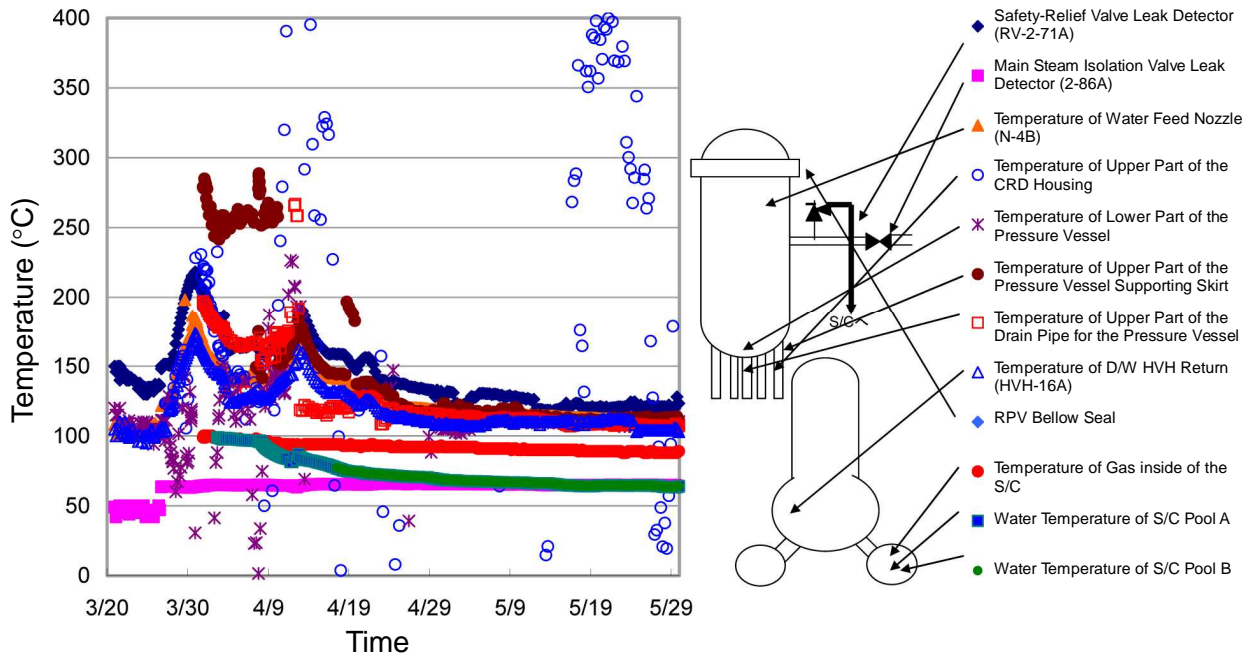 Temperature (°C)
400
350
300
250
200
150
100
50
0
3/20
3/30
4/9
4/19
4/29
5/9
5/19
5/29
Time
S/Cへ
Safety-Relief Valve Leak Detector
(RV-2-71A)
Main Steam Isolation Valve Leak
Detector (2-86A)
Temperature of Water Feed Nozzle
(N-4B)
Temperature of Upper Part of the
CRD Housing
Temperature of Lower Part of the
Pressure Vessel
Temperature of Upper Part of the
Pressure Vessel Supporting Skirt
Temperature of Upper Part of the
Drain Pipe for the Pressure Vessel
Temperature of D/W HVH Return
(HVH-16A)
RPV Bellow Seal
Temperature of Gas inside of the
S/C
Water Temperature of S/C Pool A
Water Temperature of S/C Pool B